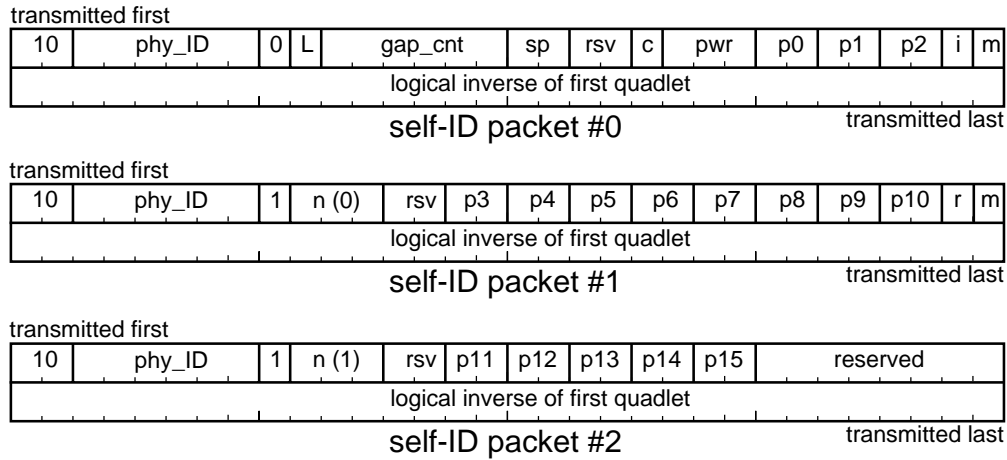 transmitted first
10 phy_ID 0 L gap_cnt sp rsv c pwr p0 p1 p2 i m
logical inverse of first quadlet
self-ID packet #0 transmitted last
transmitted first
10 phy_ID 1 n (0) rsv p3 p4 p5 p6 p7 p8 p9 p10 r m
logical inverse of first quadlet
self-ID packet #1 transmitted last
transmitted first
10 phy_ID 1 n (1) rsv p11 p12 p13 p14 p15 reserved
logical inverse of first quadlet
self-ID packet #2 transmitted last